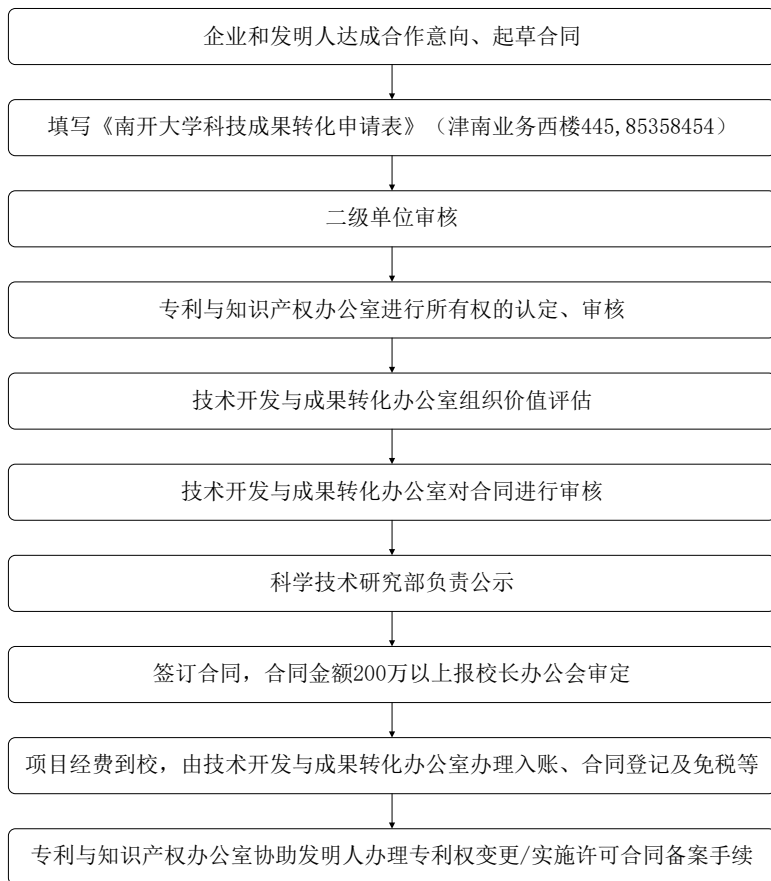 企业和发明人达成合作意向、起草合同
填写《南开大学科技成果转化申请表》（津南业务西楼445,85358454）
二级单位审核
专利与知识产权办公室进行所有权的认定、审核
技术开发与成果转化办公室组织价值评估
技术开发与成果转化办公室对合同进行审核
科学技术研究部负责公示
签订合同，合同金额200万以上报校长办公会审定
项目经费到校，由技术开发与成果转化办公室办理入账、合同登记及免税等
专利与知识产权办公室协助发明人办理专利权变更/实施许可合同备案手续